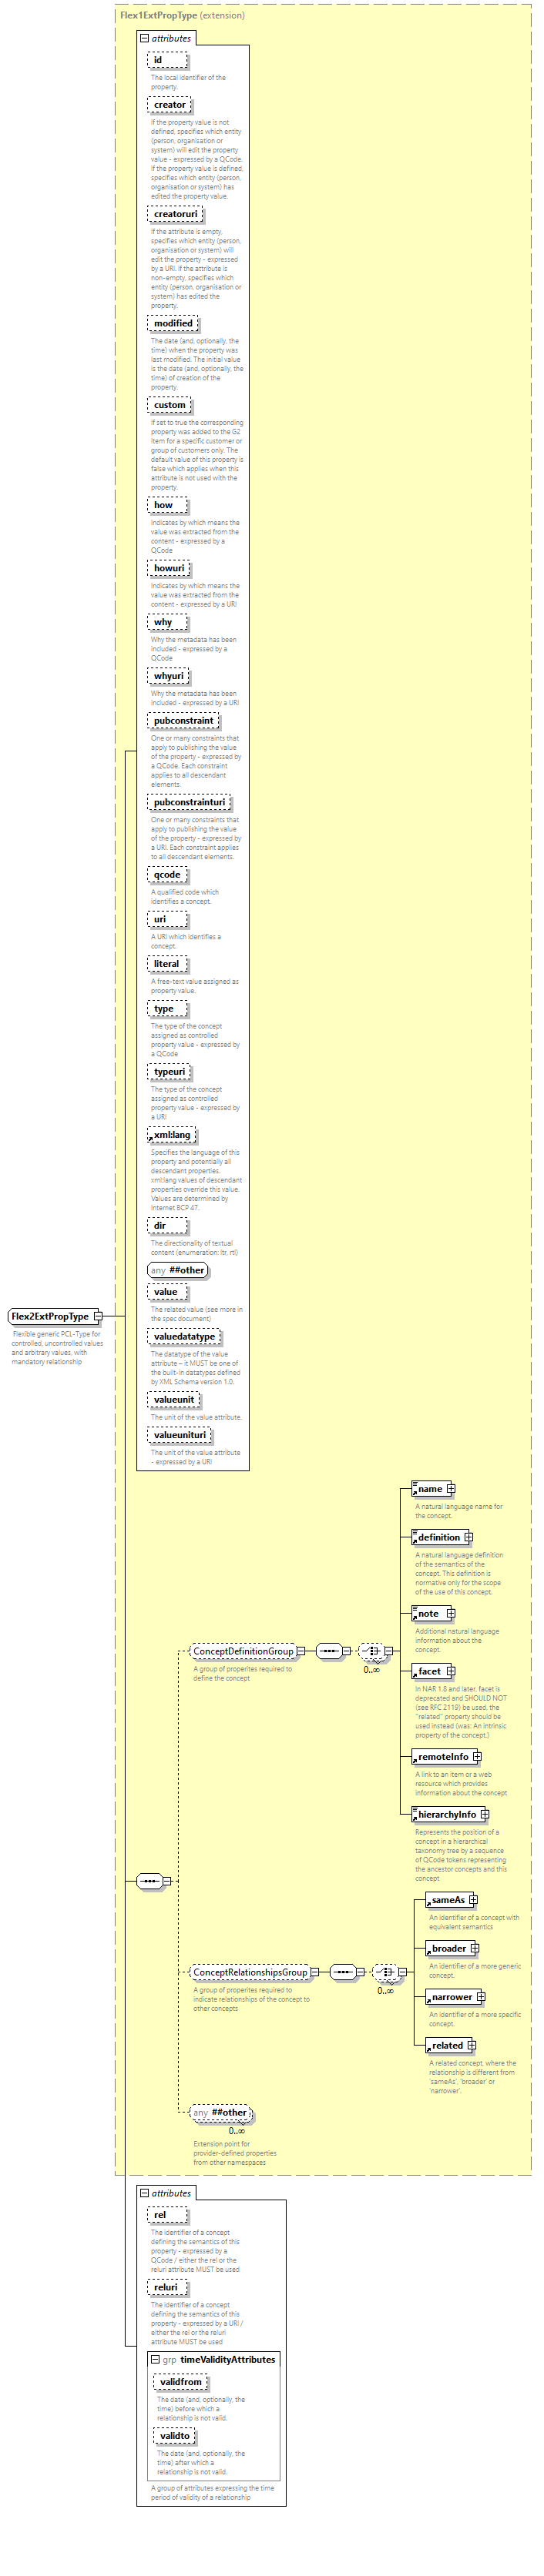 Flex1ExtPropType (extension)
attributes
id
The local identifier of the
property.
creator
If the property value is not
defined, specifies which entity
(person, organisation or
system) will edit the property
value - expressed by a QCode.
If the property value is defined,
specifies which entity (person,
organisation or system) has
edited the property value.
creatoruri
If the attribute is empty,
specifies which entity (person,
organisation or system) will
edit the property - expressed
by a URI. If the attribute is
non-empty, specifies which
entity (person, organisation or
system) has edited the
property.
modified
The date (and, optionally, the
time) when the property was
last modified. The initial value
is the date (and, optionally, the
time) of creation of the
property.
custom
If set to true the corresponding
property was added to the G2
Item for a specific customer or
group of customers only. The
default value of this property is
false which applies when this
attribute is not used with the
property.
how
Indicates by which means the
value was extracted from the
content - expressed by a
QCode
howuri
Indicates by which means the
value was extracted from the
content - expressed by a URI
why
Why the metadata has been
included - expressed by a
QCode
whyuri
Why the metadata has been
included - expressed by a URI
pubconstraint
One or many constraints that
apply to publishing the value
of the property - expressed by
a QCode. Each constraint
applies to all descendant
elements.
pubconstrainturi
One or many constraints that
apply to publishing the value
of the property - expressed by
a URI. Each constraint applies
to all descendant elements.
qcode
A qualified code which
identifies a concept.
uri
A URI which identifies a
concept.
literal
A free-text value assigned as
property value.
type
The type of the concept
assigned as controlled
property value - expressed by
a QCode
typeuri
The type of the concept
assigned as controlled
property value - expressed by
a URI
xml:lang
Specifies the language of this
property and potentially all
descendant properties.
xml:lang values of descendant
properties override this value.
Values are determined by
Internet BCP 47.
dir
The directionality of textual
content (enumeration: ltr, rtl)
any ##other
value
The related value (see more in
the spec document)
valuedatatype
The datatype of the value
attribute – it MUST be one of
the built-in datatypes defined
by XML Schema version 1.0.
valueunit
The unit of the value attribute.
valueunituri
The unit of the value attribute
- expressed by a URI
Flex2ExtPropType
Flexible generic PCL-Type for
controlled, uncontrolled values
and arbitrary values, with
mandatory relationship
ConceptDefinitionGroup
A group of properites required to
define the concept
0..∞
name
A natural language name for
the concept.
definition
A natural language definition
of the semantics of the
concept. This definition is
normative only for the scope
of the use of this concept.
note
Additional natural language
information about the
concept.
facet
In NAR 1.8 and later, facet is
deprecated and SHOULD NOT
(see RFC 2119) be used, the
"related" property should be
used instead (was: An intrinsic
property of the concept.)
remoteInfo
A link to an item or a web
resource which provides
information about the concept
hierarchyInfo
Represents the position of a
concept in a hierarchical
taxonomy tree by a sequence
of QCode tokens representing
the ancestor concepts and this
concept
ConceptRelationshipsGroup
A group of properites required to
indicate relationships of the concept to
other concepts
0..∞
sameAs
An identifier of a concept with
equivalent semantics
broader
An identifier of a more generic
concept.
narrower
An identifier of a more specific
concept.
related
A related concept, where the
relationship is different from
'sameAs', 'broader' or
'narrower'.
any ##other
0..∞
Extension point for
provider-defined properties
from other namespaces
attributes
rel
The identifier of a concept
defining the semantics of this
property - expressed by a
QCode / either the rel or the
reluri attribute MUST be used
reluri
The identifier of a concept
defining the semantics of this
property - expressed by a URI /
either the rel or the reluri
attribute MUST be used
grp timeValidityAttributes
validfrom
The date (and, optionally, the
time) before which a
relationship is not valid.
validto
The date (and, optionally, the
time) after which a
relationship is not valid.
A group of attributes expressing the time
period of validity of a relationship